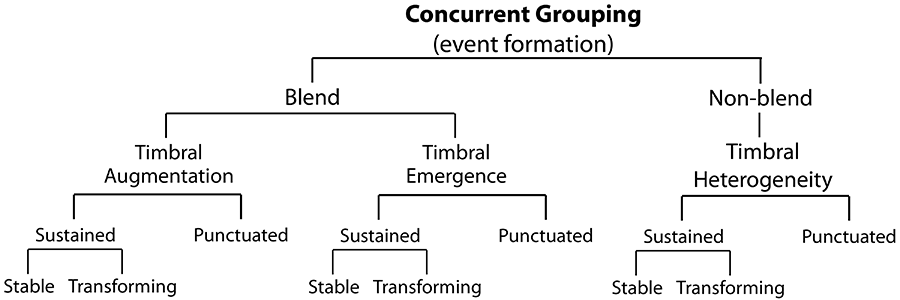 Concurrent Grouping
(event formation)
Blend
Non-blend
Timbral
Augmentation
Timbral
Emergence
Timbral
Heterogeneity
Sustained
Punctuated
Sustained
Punctuated
Sustained
Punctuated
Stable
Transforming
Stable
Transforming
Stable
Transforming